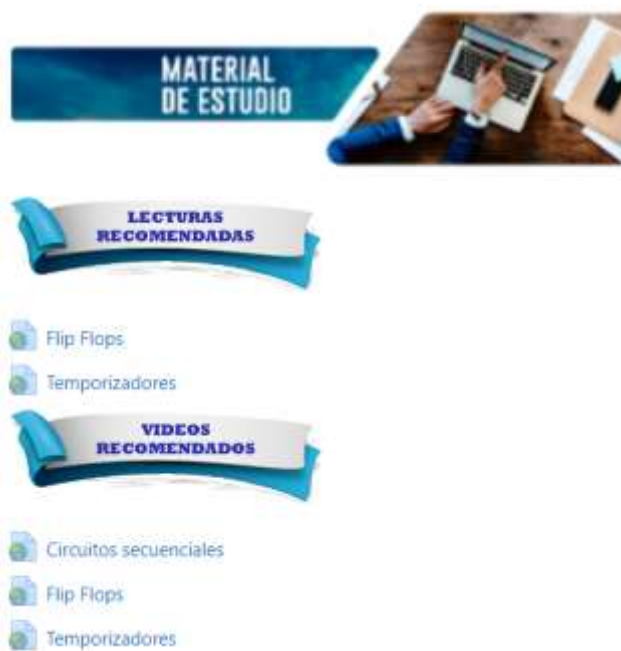 MATERIAL
DE ESTUDIO
LECTURAS
RECOMENDADAS
Flip Flops
Temporizadores
VIDEOS
RECOMENDADOS
Circuitos secuenciales
Flip Flops
Temporizadores